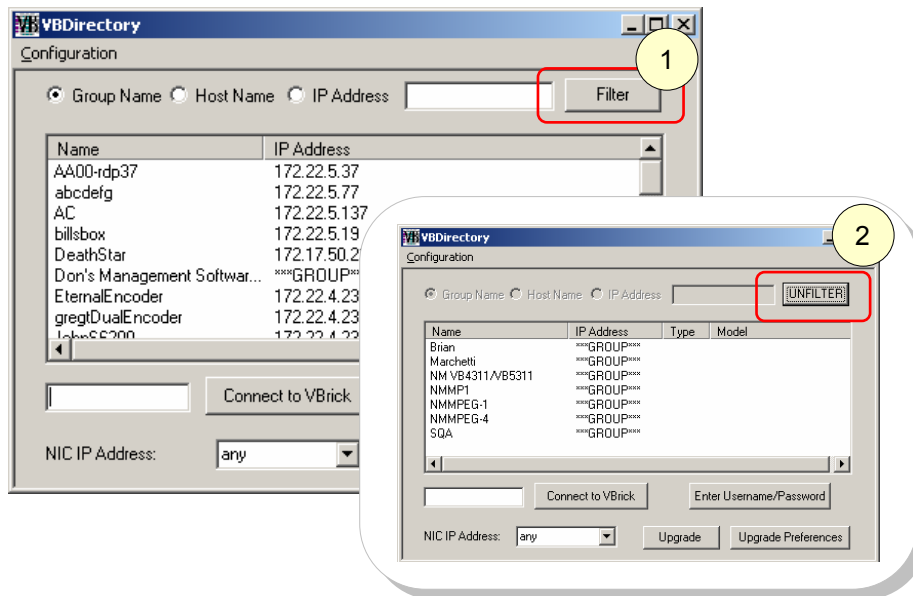 VBDirectory
1
Configuration
Group Name Host Name IP Address Filter
Name IP Address
AA00-rdp37 172.22.5.37
abcdefg 172.22.5.77
AC 172.22.5.137
billsbox 172.22.5.19
DeathStar 172.17.50.2
Don's Management Softwar... ***GROUP**
EternalEncoder 172.22.4.23
gregtDualEncoder 172.22.4.23
Connect to VBrick
NIC IP Address: any
VBDirectory
2
Configuration
Group Name Host Name IP Address UNFILTER
Name IP Address Type Model
Brian ***GROUP***
Marchetti ***GROUP***
NM VB4311/VB5311 ***GROUP***
NMMP1 ***GROUP***
NMMPEG-1 ***GROUP***
NMMPEG-4 ***GROUP***
SQA ***GROUP***
Connect to VBrick Enter Username/Password
NIC IP Address: any Upgrade Upgrade Preferences